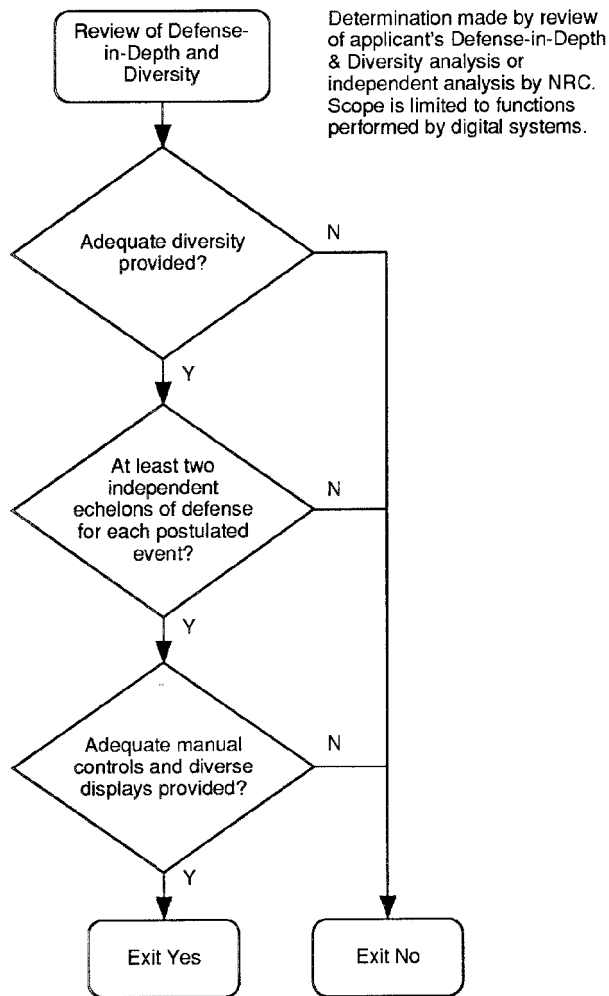 Review of Defense-
in-Depth and
Diversity
Determination made by review
of applicant's Defense-in-Depth
& Diversity analysis or
independent analysis by NRC.
Scope is limited to functions
performed by digital systems.
Adequate diversity
provided?
N
Y
At least two
independent
echelons of defense
for each postulated
event?
N
Y
Adequate manual
controls and diverse
displays provided?
N
Y
Exit Yes
Exit No